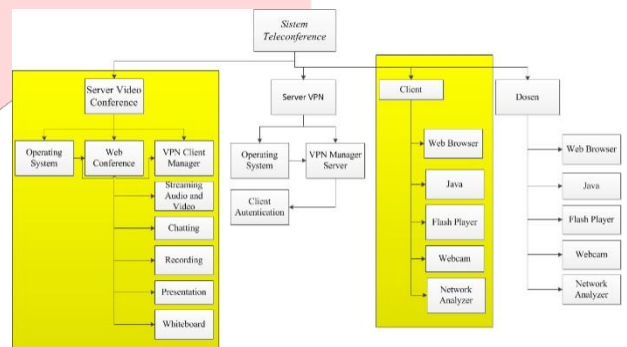 Sistem
Teleconference
Server Video
Conference
Server VPN
Client
Dosen
Operating
System
Web
Conference
VPN Client
Manager
Operating
System
VPN Manager
Server
Client
Autentication
Streaming
Audio and
Video
Chatting
Recording
Presentation
Whiteboard
Web Browser
Java
Flash Player
Webcam
Network
Analyzer
Web Browser
Java
Flash Player
Webcam
Network
Analyzer